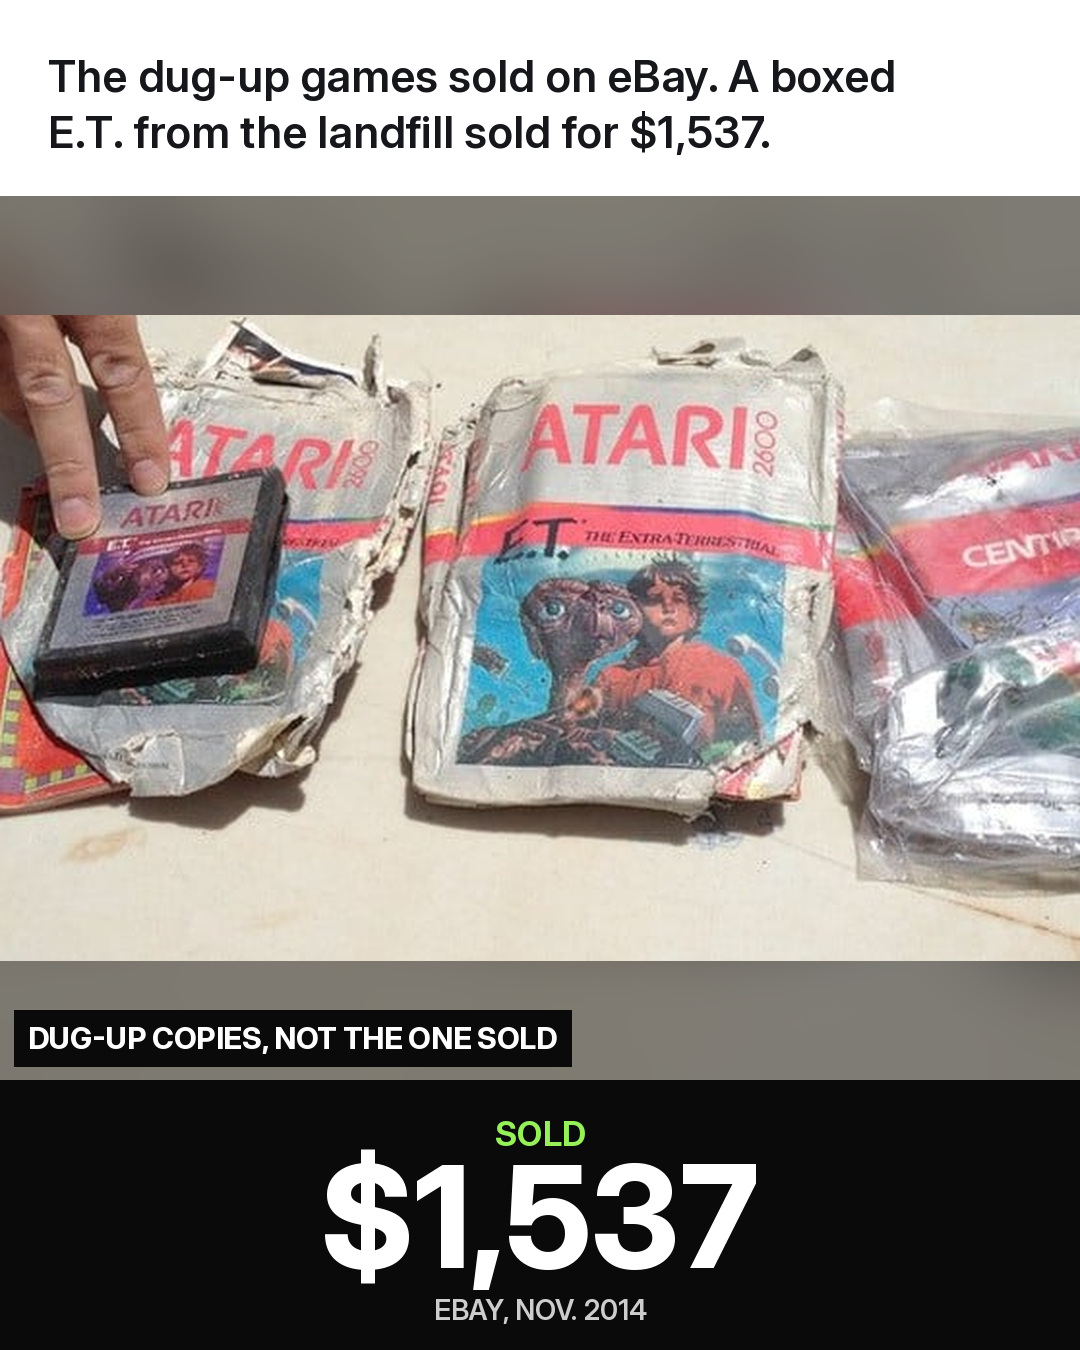 The dug-up games sold on eBay. A boxed
E.T. from the landfill sold for $1,537.
ATARI 2600
ATARI
E.T.
ATARI 2600
E.T. THE EXTRA-TERRESTRIAL
CENTIP
DUG-UP COPIES, NOT THE ONE SOLD
SOLD
$1,537
EBAY, NOV. 2014